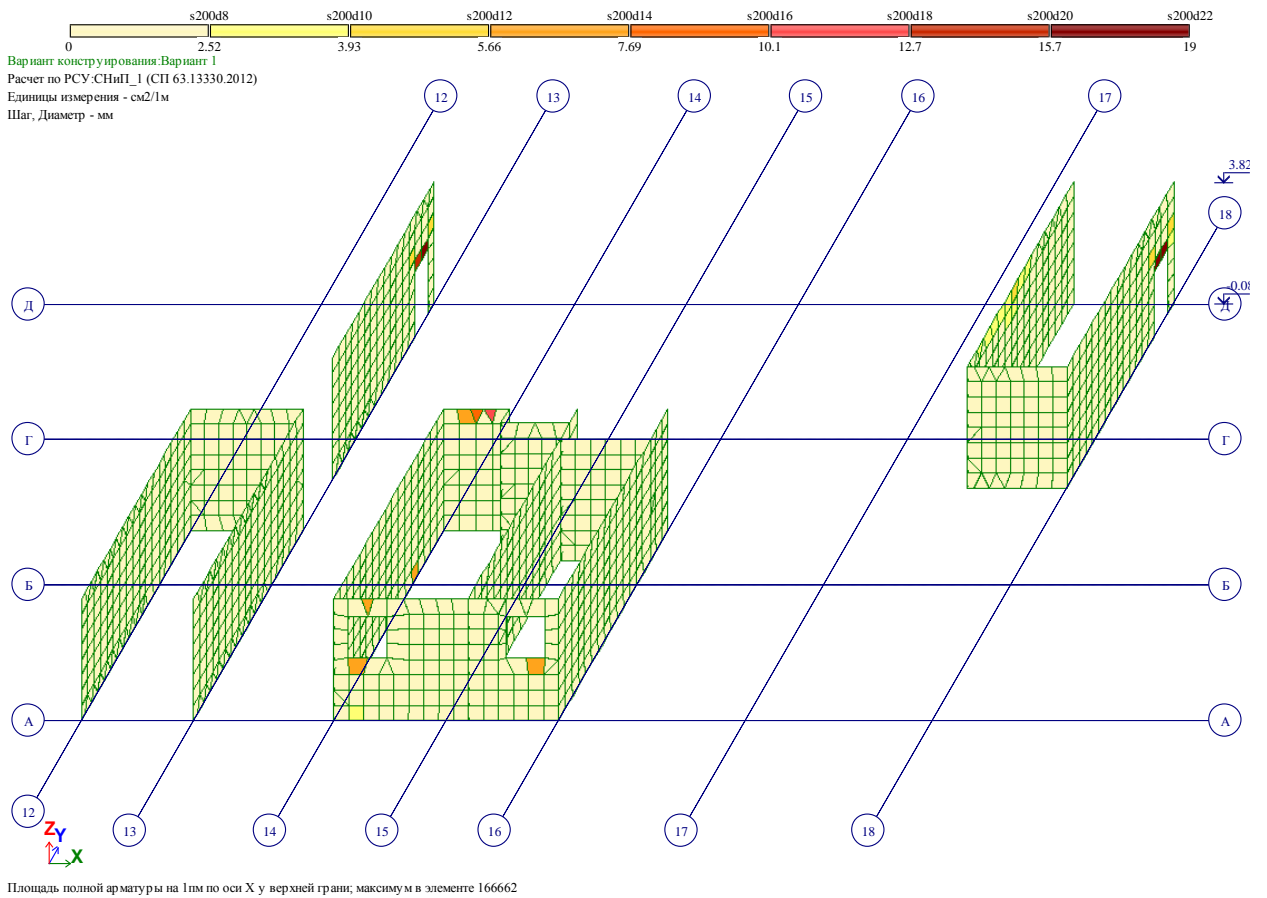 s200d8 s200d10 s200d12 s200d14 s200d16 s200d18 s200d20 s200d22
0 2.52 3.93 5.66 7.69 10.1 12.7 15.7 19
Вариант конструирования:Вариант 1
Расчет по РСУ:СНиП_1 (СП 63.13330.2012)
Единицы измерения - см2/1м
Шаг, Диаметр - мм
12 13 14 15 16 17
3.82
18
-0.08
Д Д
Г Г
Б Б
А А
12 13 14 15 16 17 18
Z Y
X
Площадь полной арматуры на 1пм по оси X у верхней грани; максимум в элементе 166662